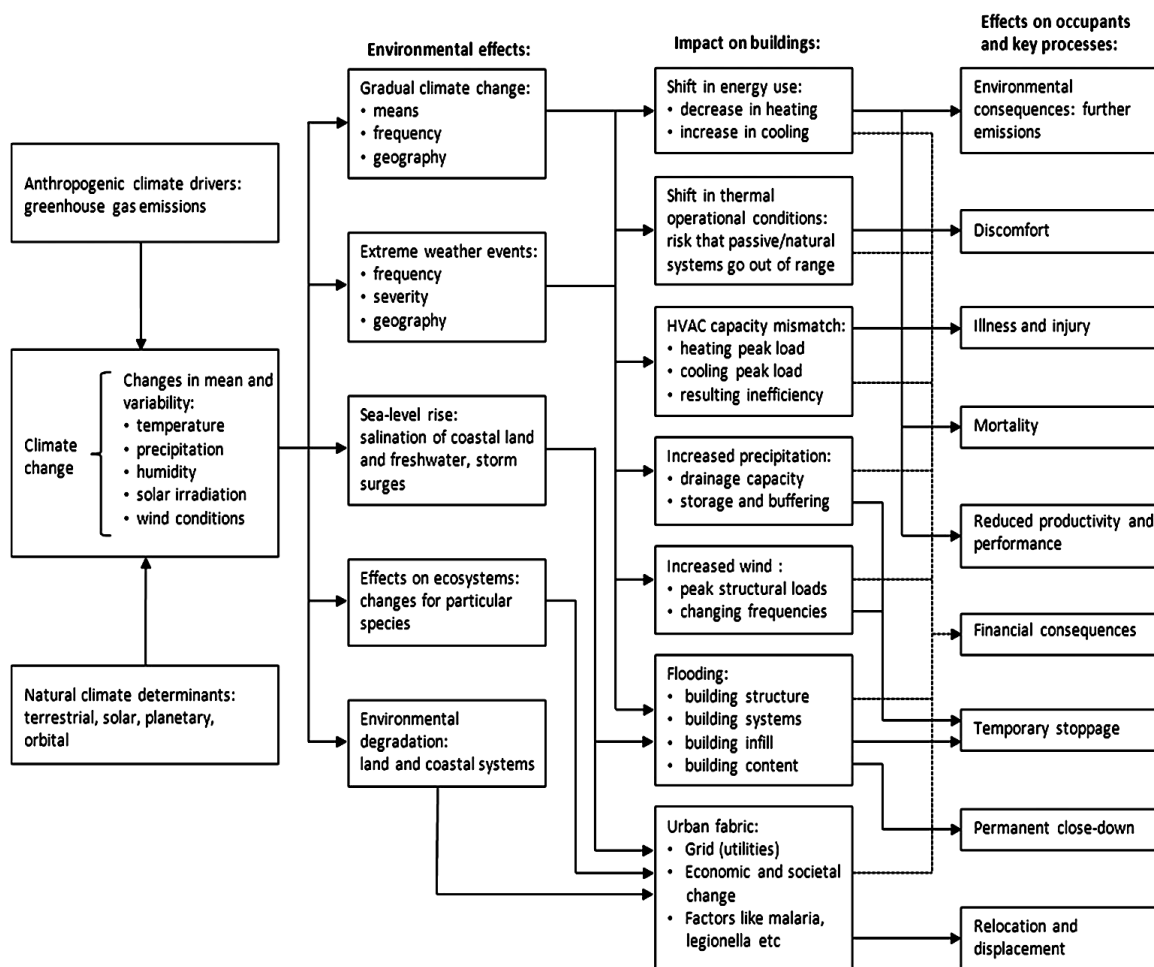 Environmental effects:
Impact on buildings:
Effects on occupants
and key processes:
Anthropogenic climate drivers:
greenhouse gas emissions
Climate
change
Changes in mean and
variability:
• temperature
• precipitation
• humidity
• solar irradiation
• wind conditions
Natural climate determinants:
terrestrial, solar, planetary,
orbital
Gradual climate change:
• means
• frequency
• geography
Extreme weather events:
• frequency
• severity
• geography
Sea-level rise:
salination of coastal land
and freshwater, storm
surges
Effects on ecosystems:
changes for particular
species
Environmental
degradation:
land and coastal systems
Shift in energy use:
• decrease in heating
• increase in cooling
Shift in thermal
operational conditions:
risk that passive/natural
systems go out of range
HVAC capacity mismatch:
• heating peak load
• cooling peak load
• resulting inefficiency
Increased precipitation:
• drainage capacity
• storage and buffering
Increased wind :
• peak structural loads
• changing frequencies
Flooding:
• building structure
• building systems
• building infill
• building content
Urban fabric:
• Grid (utilities)
• Economic and societal
change
• Factors like malaria,
legionella etc
Environmental
consequences: further
emissions
Discomfort
Illness and injury
Mortality
Reduced productivity and
performance
Financial consequences
Temporary stoppage
Permanent close-down
Relocation and
displacement